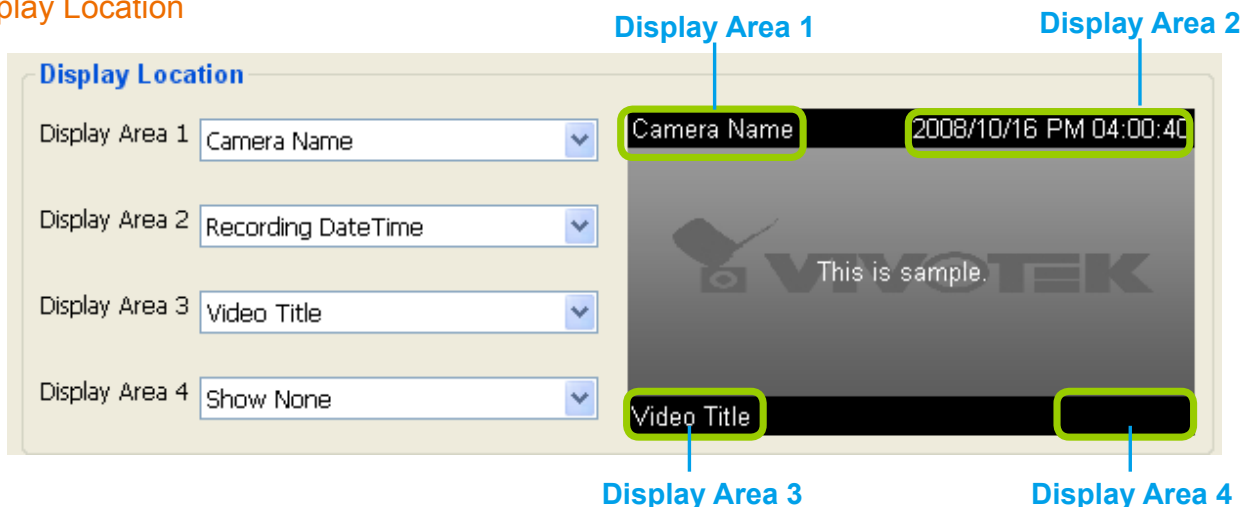 play Location
Display Area 1
Display Area 2
Display Location
Display Area 1 Camera Name
Display Area 2 Recording DateTime
Display Area 3 Video Title
Display Area 4 Show None
Camera Name 2008/10/16 PM 04:00:40
VIVOTEK
This is sample.
Video Title
Display Area 3
Display Area 4